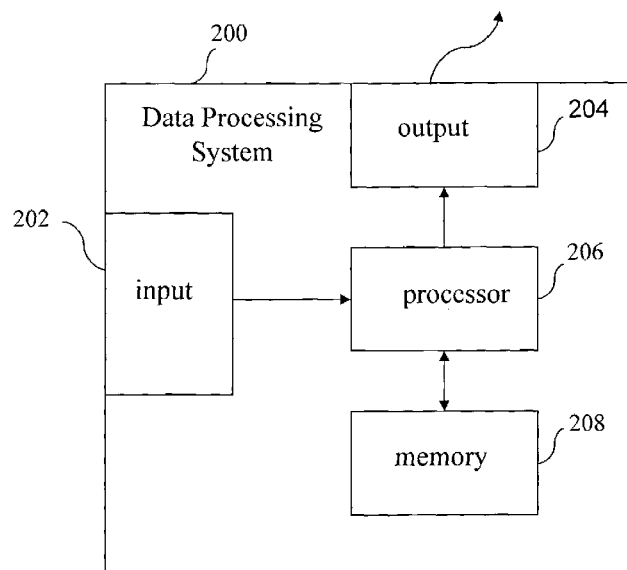 200
Data Processing
System
output
204
202
input
processor
206
memory
208